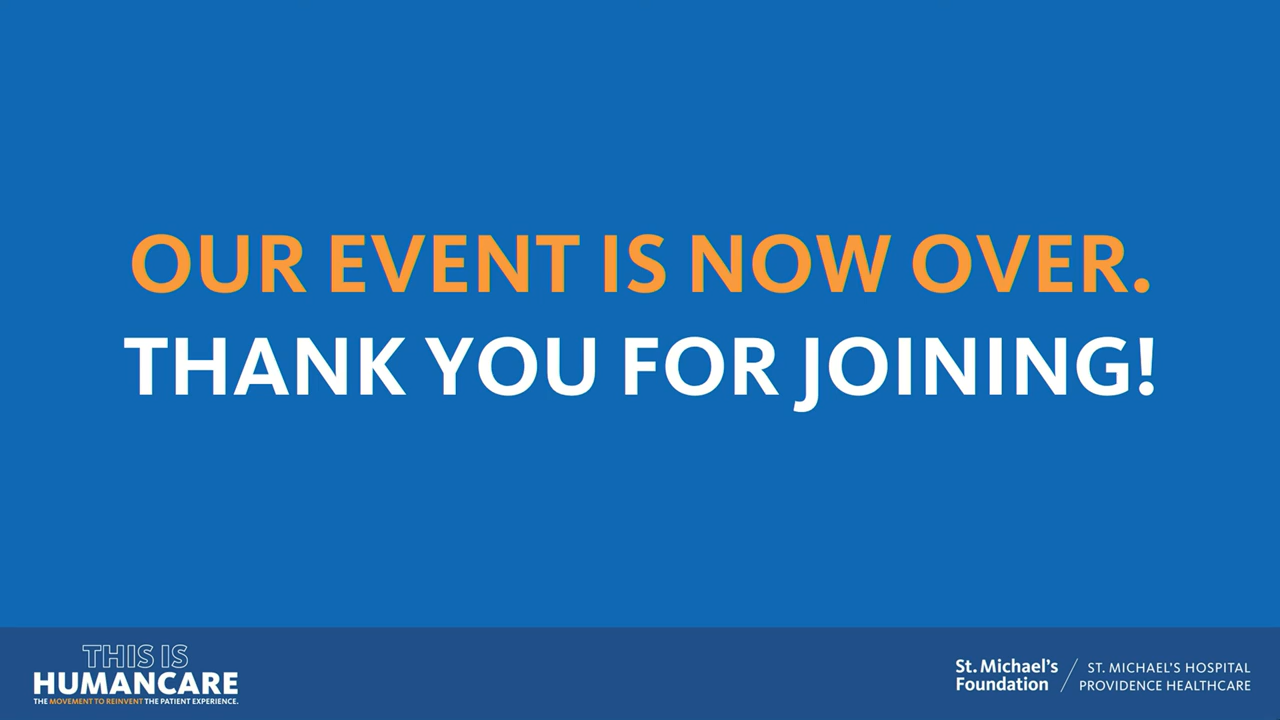 OUR EVENT IS NOW OVER.
THANK YOU FOR JOINING!
THIS IS
HUMANCARE
THE MOVEMENT TO REINVENT THE PATIENT EXPERIENCE.
St. Michael's
Foundation
ST. MICHAEL'S HOSPITAL
PROVIDENCE HEALTHCARE